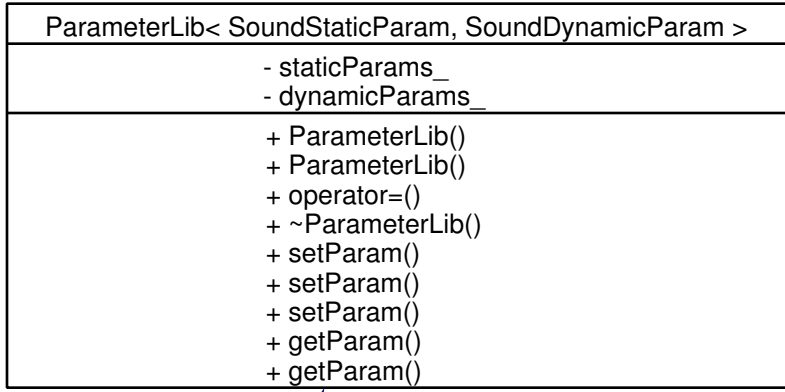 ParameterLib< SoundStaticParam, SoundDynamicParam >
- staticParams_
- dynamicParams_
+ ParameterLib()
+ ParameterLib()
+ operator=()
+ ~ParameterLib()
+ setParam()
+ setParam()
+ setParam()
+ getParam()
+ getParam()